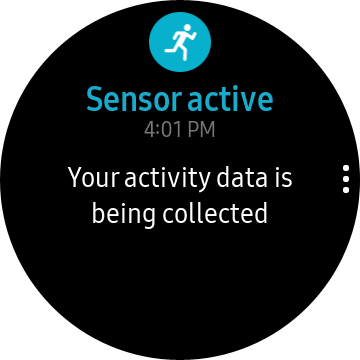 Sensor active
4:01 PM
Your activity data is
being collected